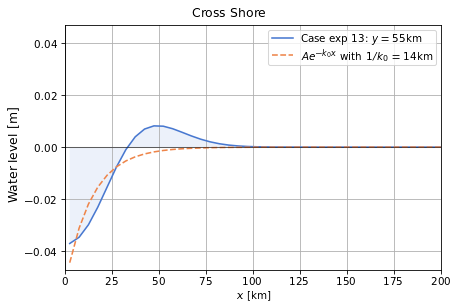 Cross Shore
Water level [m]
0.04
0.02
0.00
−0.02
−0.04
Case exp 13: y = 55km
Ae^{−k₀x} with 1/k₀ = 14km
0 25 50 75 100 125 150 175 200
x [km]